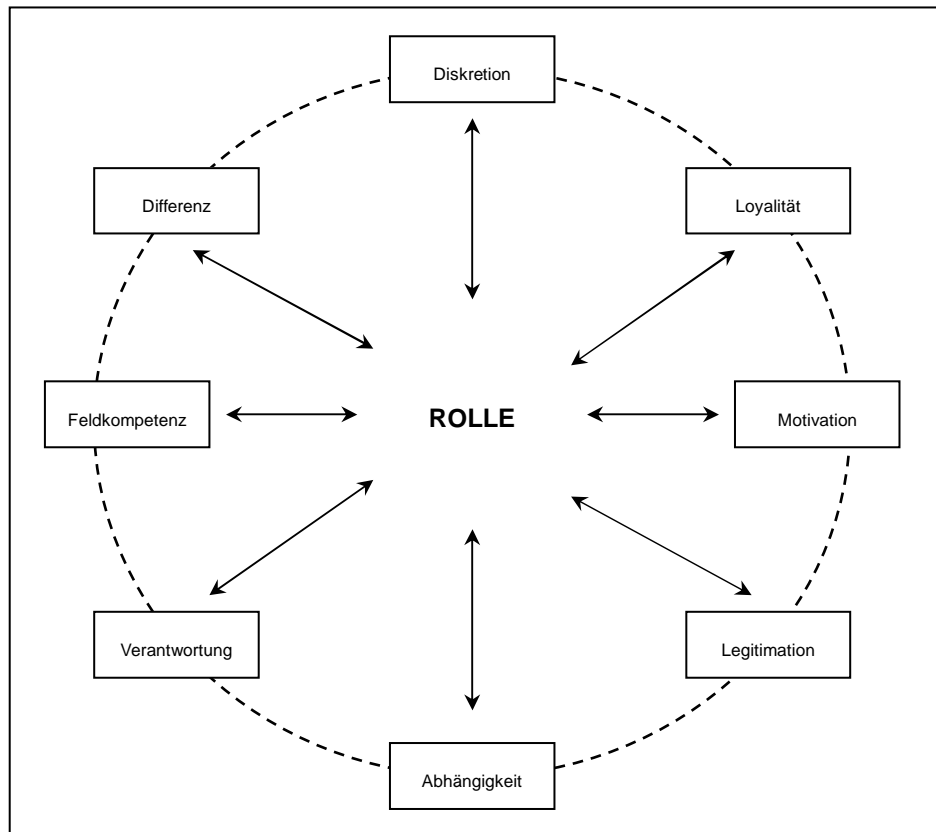 Diskretion
Differenz
Loyalität
Feldkompetenz
ROLLE
Motivation
Verantwortung
Legitimation
Abhängigkeit